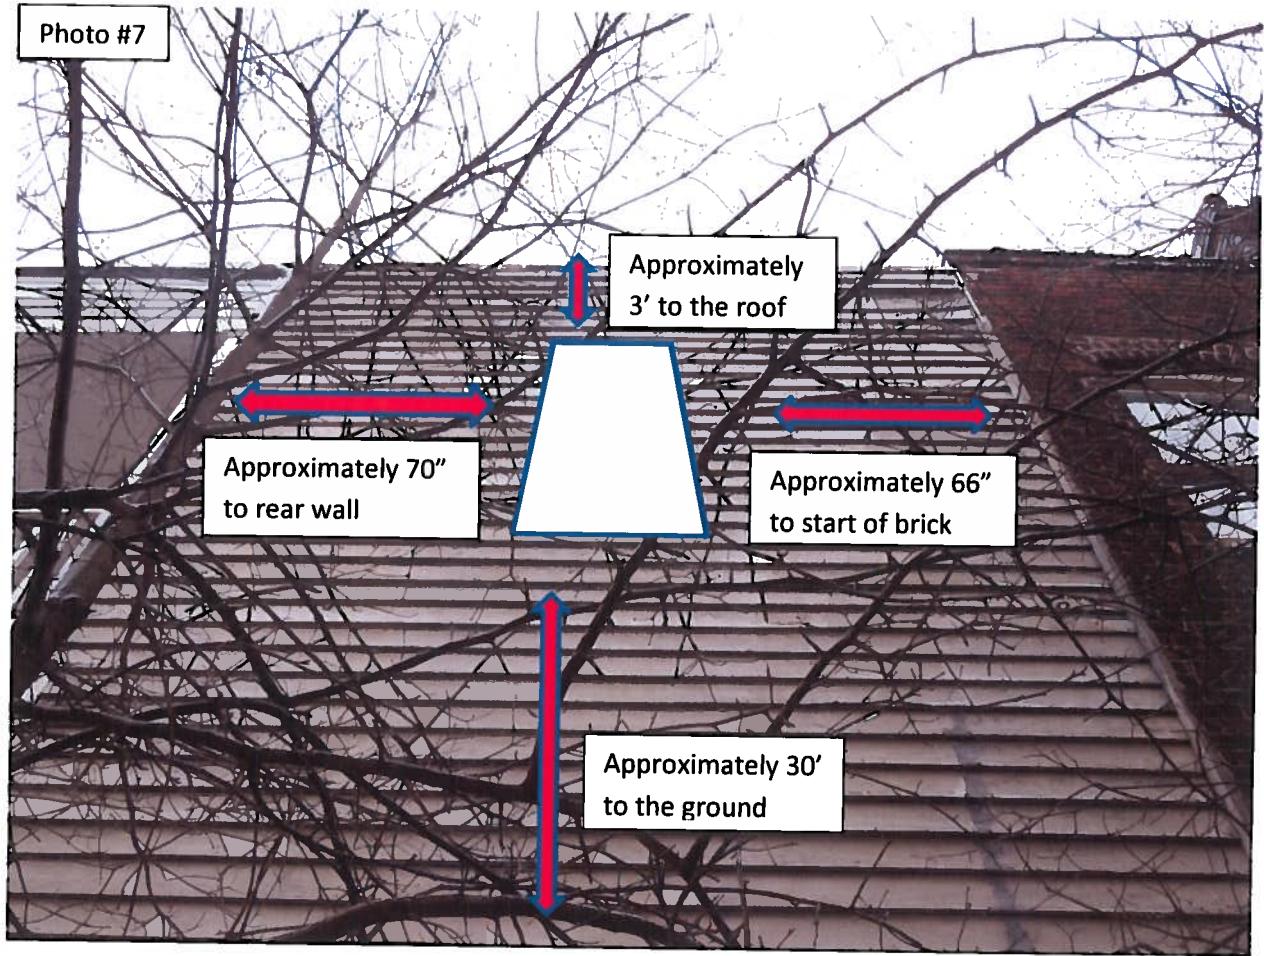 Photo #7
Approximately
3’ to the roof
Approximately 70”
to rear wall
Approximately 66”
to start of brick
Approximately 30’
to the ground